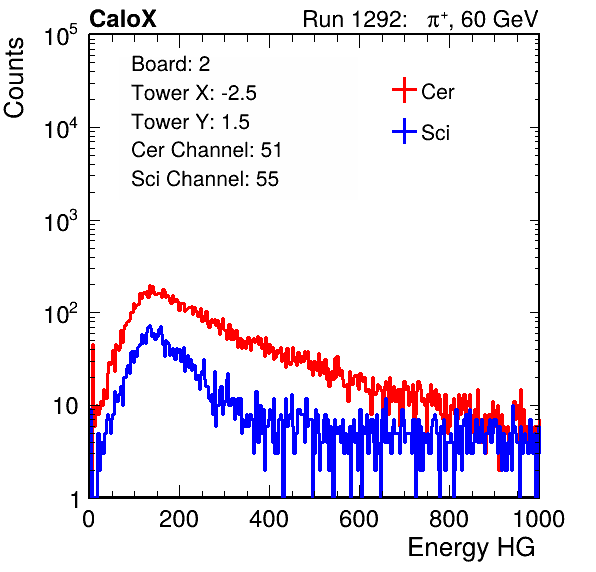 CaloX Run 1292: π⁺, 60 GeV
Counts
10⁵
10⁴
10³
10²
10
1
Board: 2
Tower X: -2.5
Tower Y: 1.5
Cer Channel: 51
Sci Channel: 55
Cer
Sci
0 200 400 600 800 1000
Energy HG